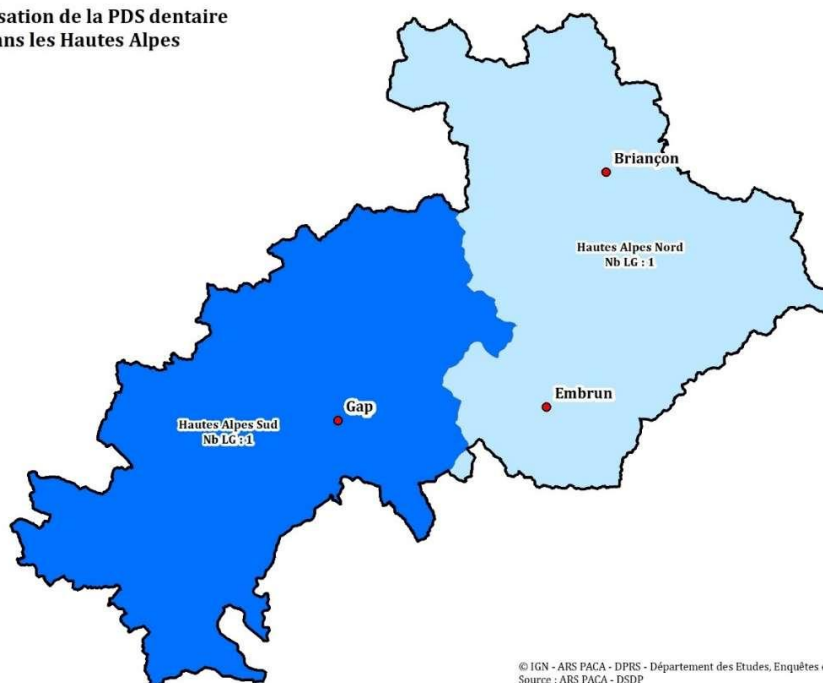 sation de la PDS dentaire
ns les Hautes Alpes
Briançon
Hautes Alpes Nord
Nb LG : 1
Embrun
Gap
Hautes Alpes Sud
Nb LG : 1
© IGN - ARS PACA - DPRS - Département des Etudes, Enquêtes
Source : ARS PACA - DSDP